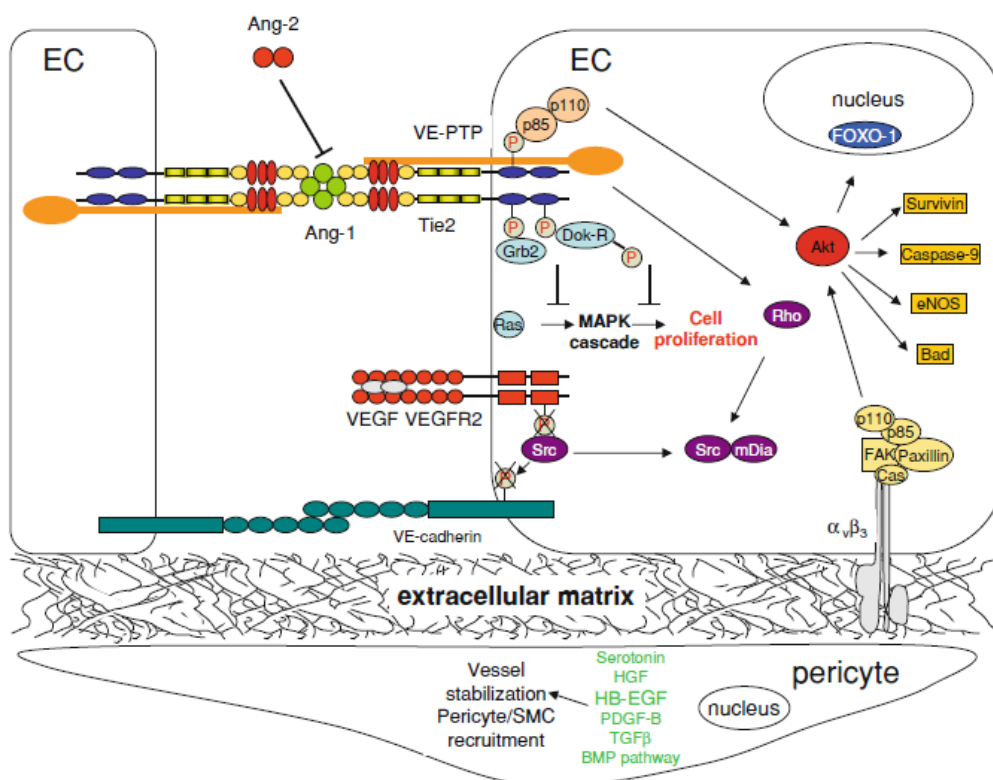 Ang-2
EC
EC
nucleus
FOXO-1
p110
p85
P
VE-PTP
Ang-1
Tie2
P
P
Grb2
Dok-R
P
Akt
Survivin
Caspase-9
eNOS
Bad
Ras
MAPK
cascade
Cell
proliferation
Rho
VEGF VEGFR2
P
Src
Src
mDia
P
p110
p85
FAK
Paxillin
Cas
VE-cadherin
αvβ3
extracellular matrix
Vessel
stabilization
Pericyte/SMC
recruitment
Serotonin
HGF
HB-EGF
PDGF-B
TGFβ
BMP pathway
pericyte
nucleus